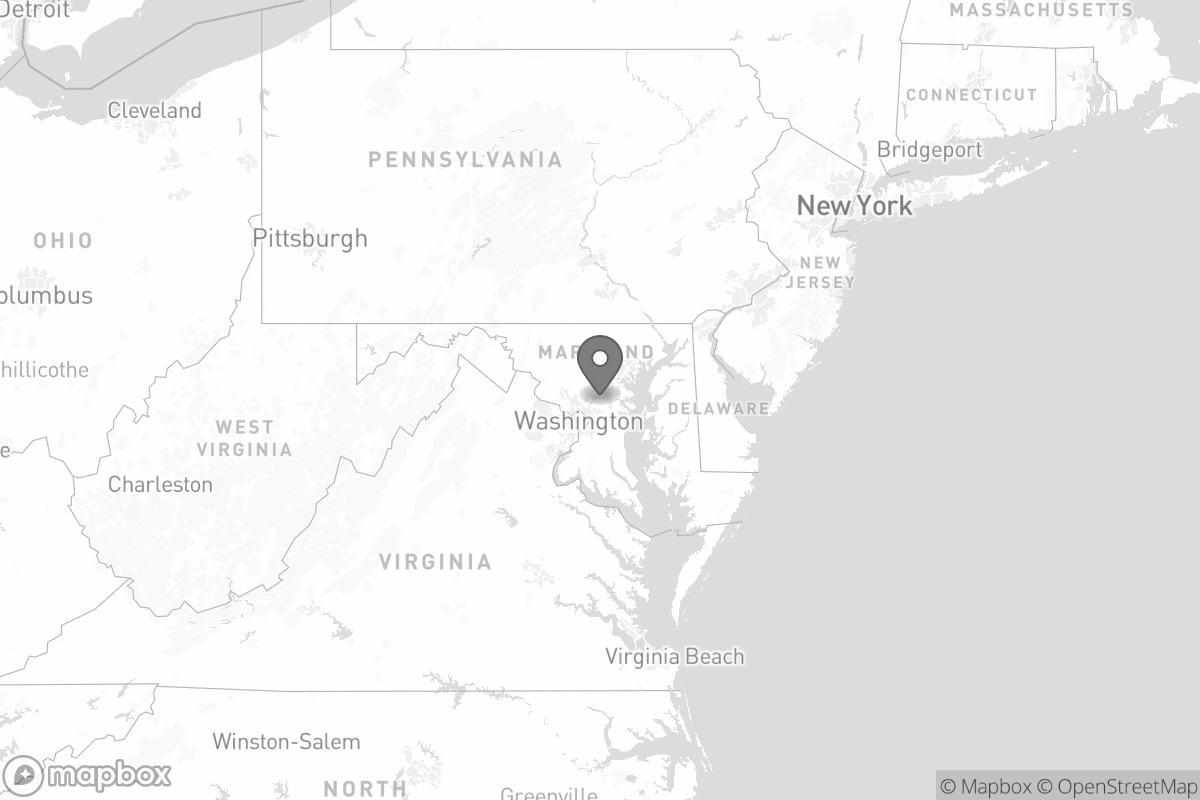 Detroit
MASSACHUSETTS
Cleveland
CONNECTICUT
Bridgeport
PENNSYLVANIA
New York
OHIO
Pittsburgh
NEW
JERSEY
olumbus
MARYLAND
hillicothe
DELAWARE
Washington
WEST
VIRGINIA
e
Charleston
VIRGINIA
Virginia Beach
Winston-Salem
mapbox
NORTH
Greenville
© Mapbox © OpenStreetMap